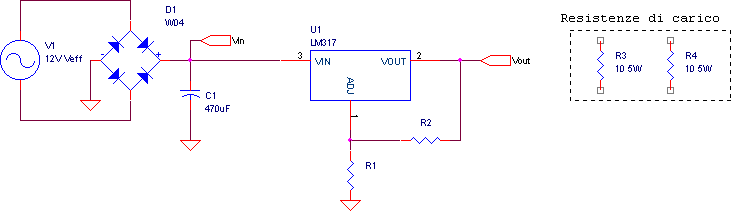 D1
W04
V1
12V Veff
-
+
Vin
C1
470uF
U1
LM317
3
VIN
VOUT
2
ADJ
1
Vout
R2
R1
Resistenze di carico
R3
10 5W
R4
10 5W